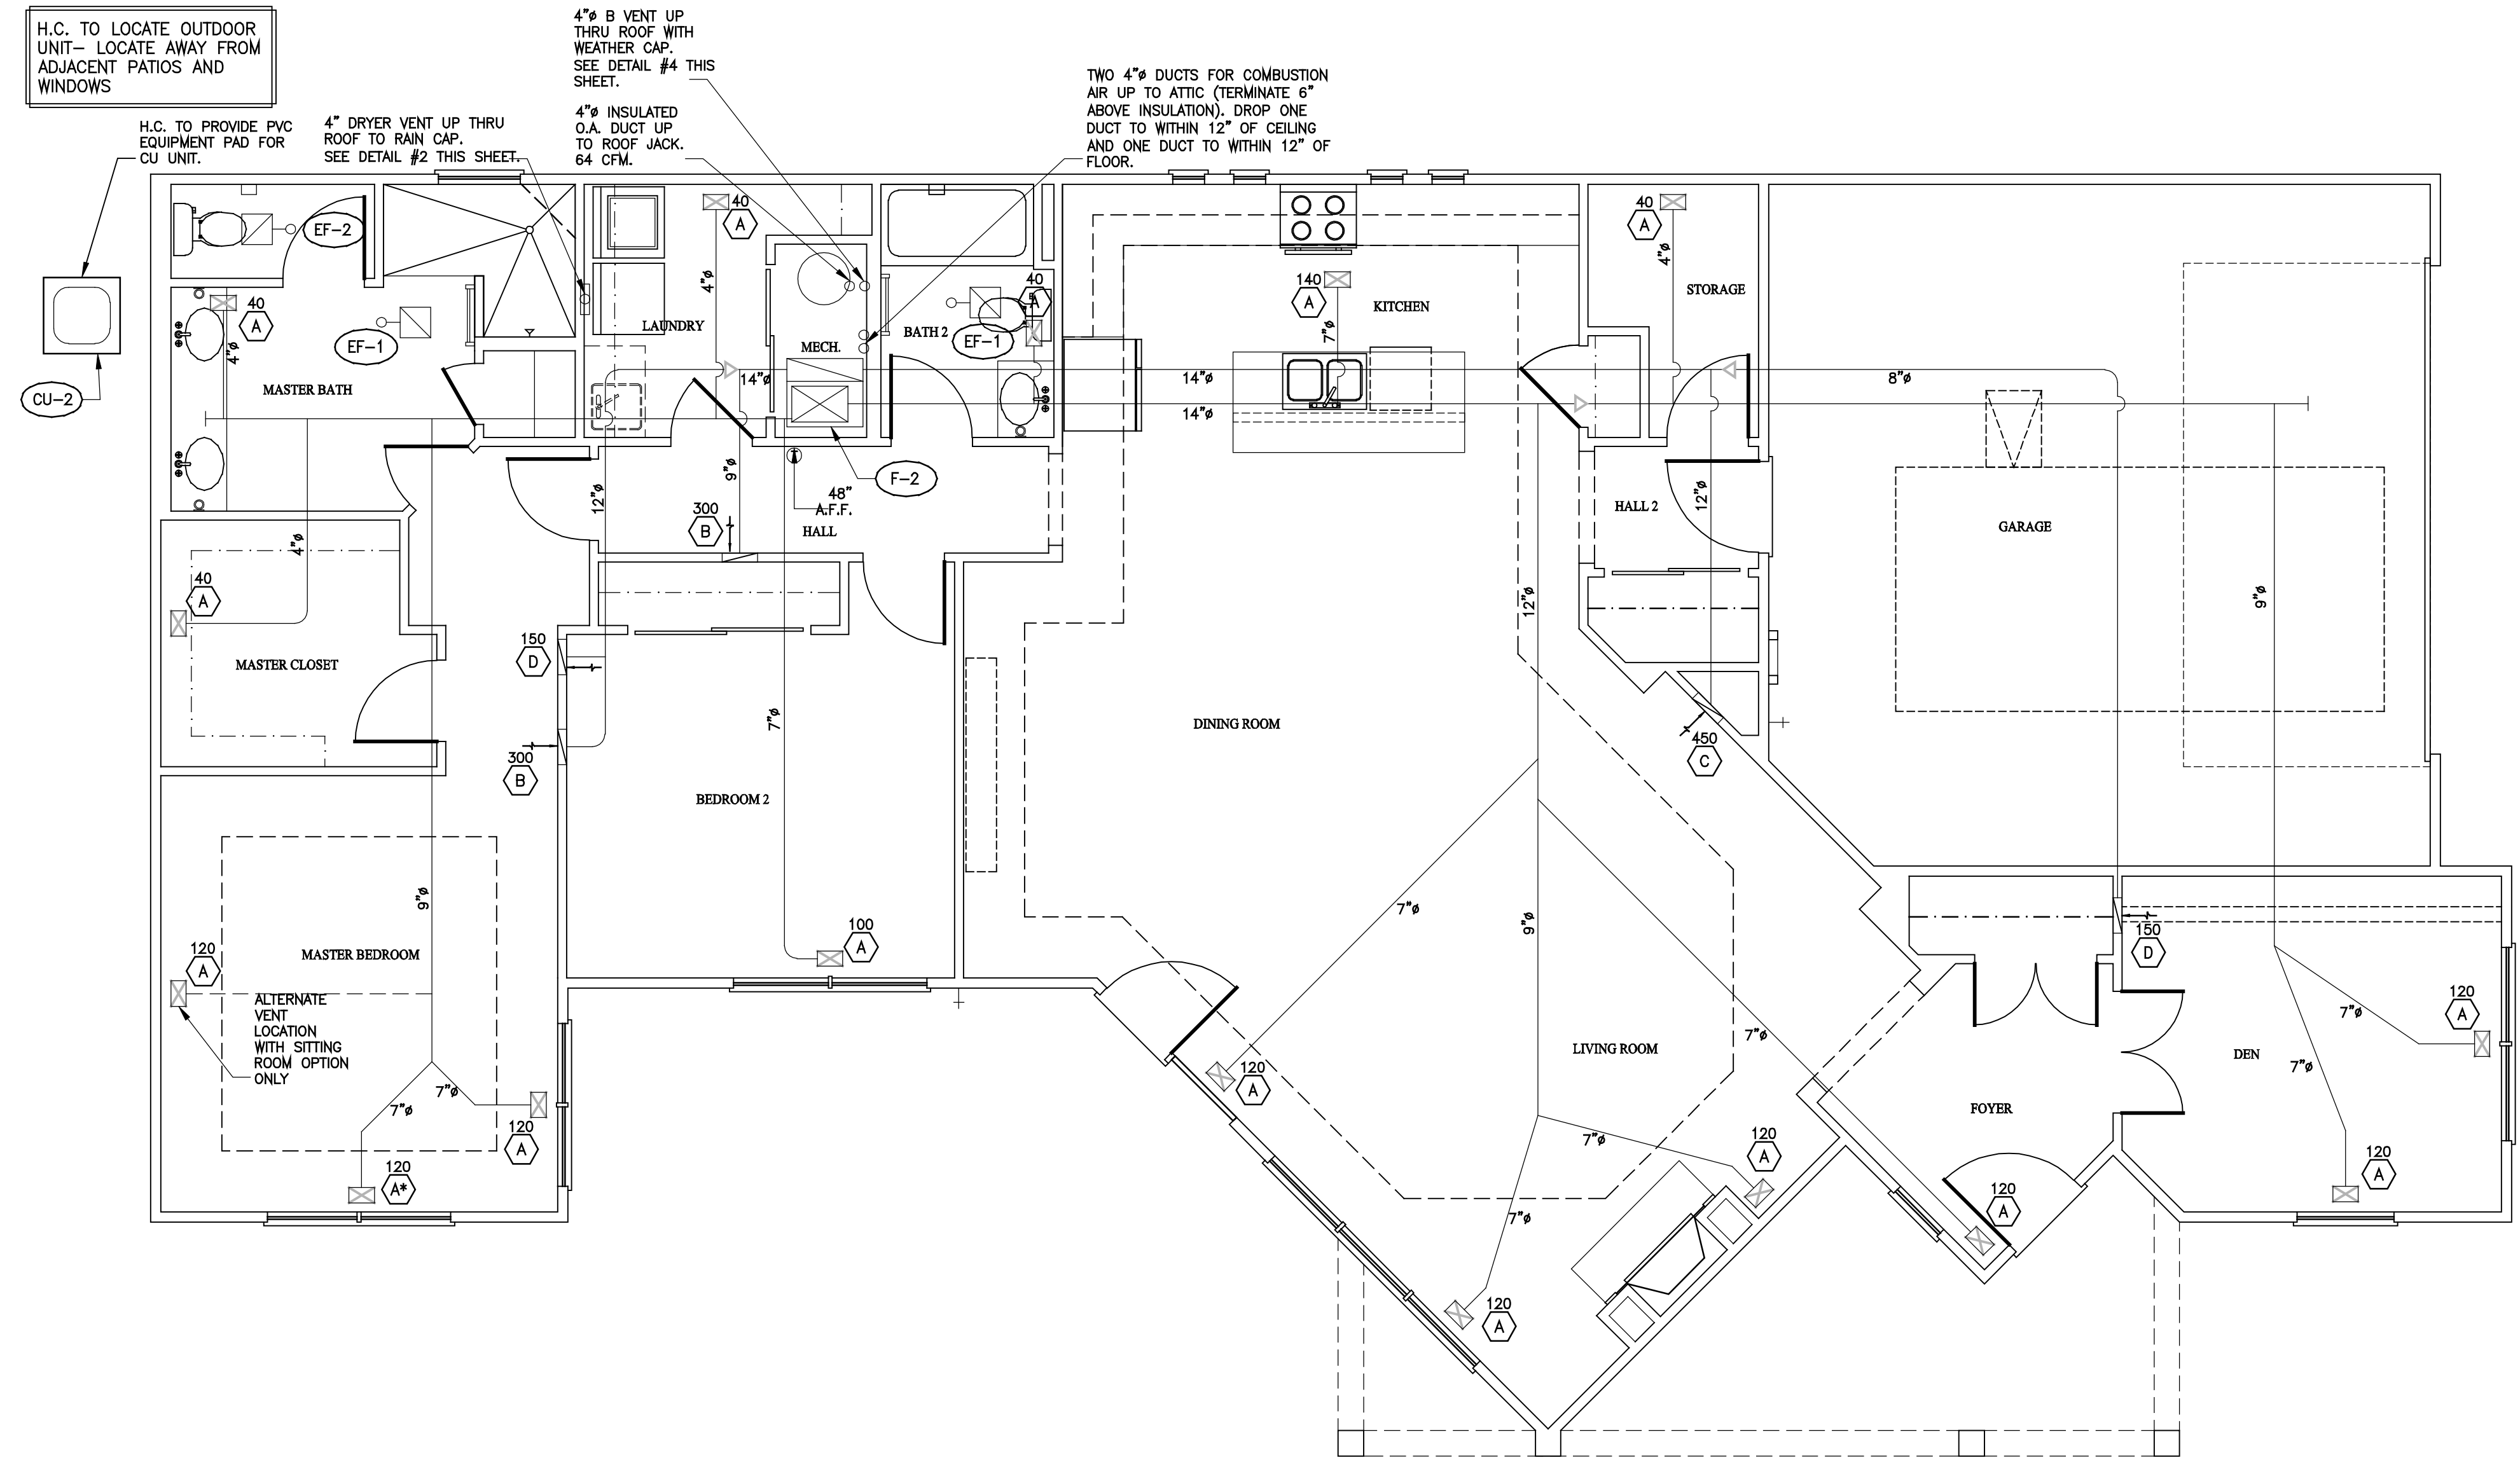 H.C. TO LOCATE OUTDOOR
UNIT– LOCATE AWAY FROM
ADJACENT PATIOS AND
WINDOWS
H.C. TO PROVIDE PVC
EQUIPMENT PAD FOR
CU UNIT.
4" DRYER VENT UP THRU
ROOF TO RAIN CAP.
SEE DETAIL #2 THIS SHEET.
4"ø B VENT UP
THRU ROOF WITH
WEATHER CAP.
SEE DETAIL #4 THIS
SHEET.
4"ø INSULATED
O.A. DUCT UP
TO ROOF JACK.
64 CFM.
TWO 4"ø DUCTS FOR COMBUSTION
AIR UP TO ATTIC (TERMINATE 6"
ABOVE INSULATION). DROP ONE
DUCT TO WITHIN 12" OF CEILING
AND ONE DUCT TO WITHIN 12" OF
FLOOR.
CU-2
EF-2
40
A
4"ø
EF-1
MASTER BATH
40
A
4"ø
LAUNDRY
14"ø
MECH.
BATH 2
40
A
EF-1
F-2
48"
A.F.F.
9"ø
300
B
HALL
12"ø
140
A
7"ø
KITCHEN
14"ø
14"ø
40
A
4"ø
STORAGE
8"ø
HALL 2
12"ø
GARAGE
9"ø
4"ø
40
A
MASTER CLOSET
150
D
300
B
7"ø
BEDROOM 2
100
A
12"ø
DINING ROOM
450
C
9"ø
120
A
MASTER BEDROOM
ALTERNATE
VENT
LOCATION
WITH SITTING
ROOM OPTION
ONLY
7"ø
7"ø
120
A
120
A*
7"ø
9"ø
120
A
7"ø
LIVING ROOM
7"ø
120
A
7"ø
120
A
FOYER
120
A
150
D
DEN
7"ø
120
A
7"ø
120
A